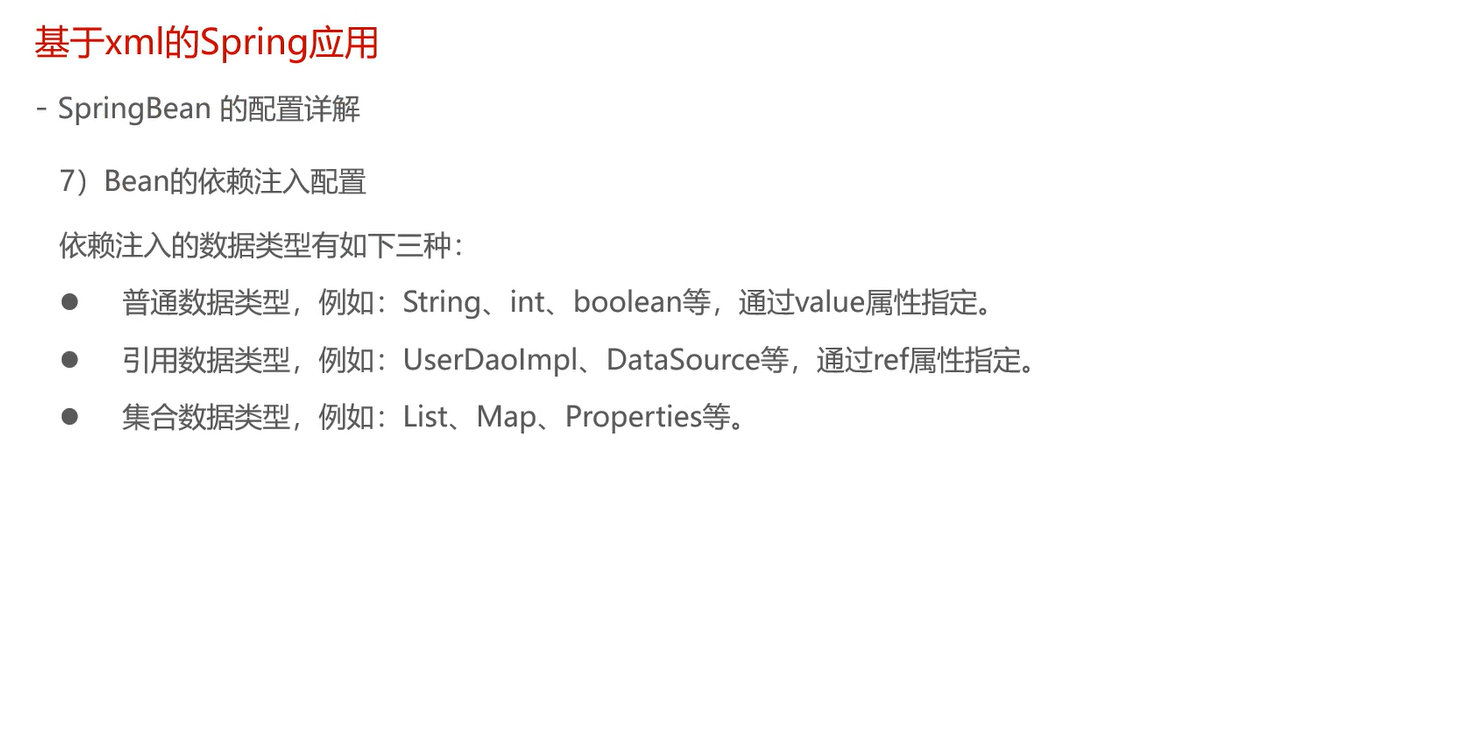 基于xml的Spring应用
- SpringBean 的配置详解
7）Bean的依赖注入配置
依赖注入的数据类型有如下三种：
● 普通数据类型，例如：String、int、boolean等，通过value属性指定。
● 引用数据类型，例如：UserDaoImpl、DataSource等，通过ref属性指定。
● 集合数据类型，例如：List、Map、Properties等。